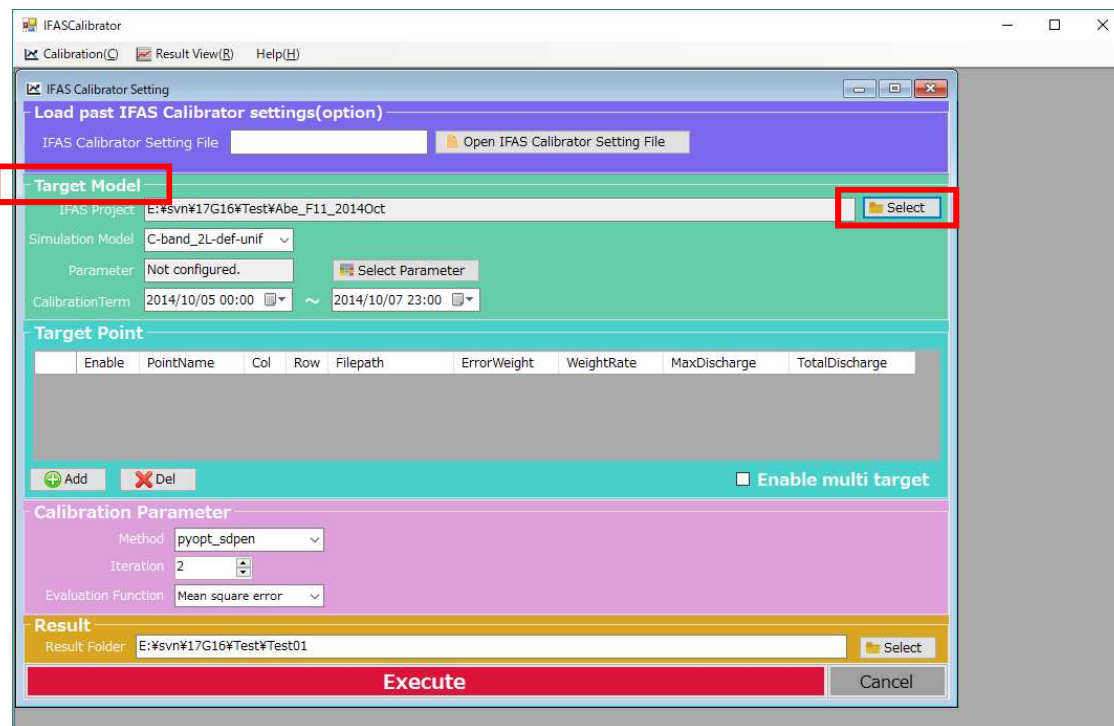 IFASCalibrator
Calibration(C) Result View(R) Help(H)
IFAS Calibrator Setting
Load past IFAS Calibrator settings(option)
IFAS Calibrator Setting File Open IFAS Calibrator Setting File
Target Model
IFAS Project E:¥svn¥17G16¥Test¥Abe_F11_2014Oct Select
Simulation Model C-band_2L-def-unif
Parameter Not configured. Select Parameter
CalibrationTerm 2014/10/05 00:00 ~ 2014/10/07 23:00
Target Point
Enable PointName Col Row Filepath ErrorWeight WeightRate MaxDischarge TotalDischarge
Add Del Enable multi target
Calibration Parameter
Method pyopt_sdpen
Iteration 2
Evaluation Function Mean square error
Result
Result Folder E:¥svn¥17G16¥Test¥Test01 Select
Execute Cancel